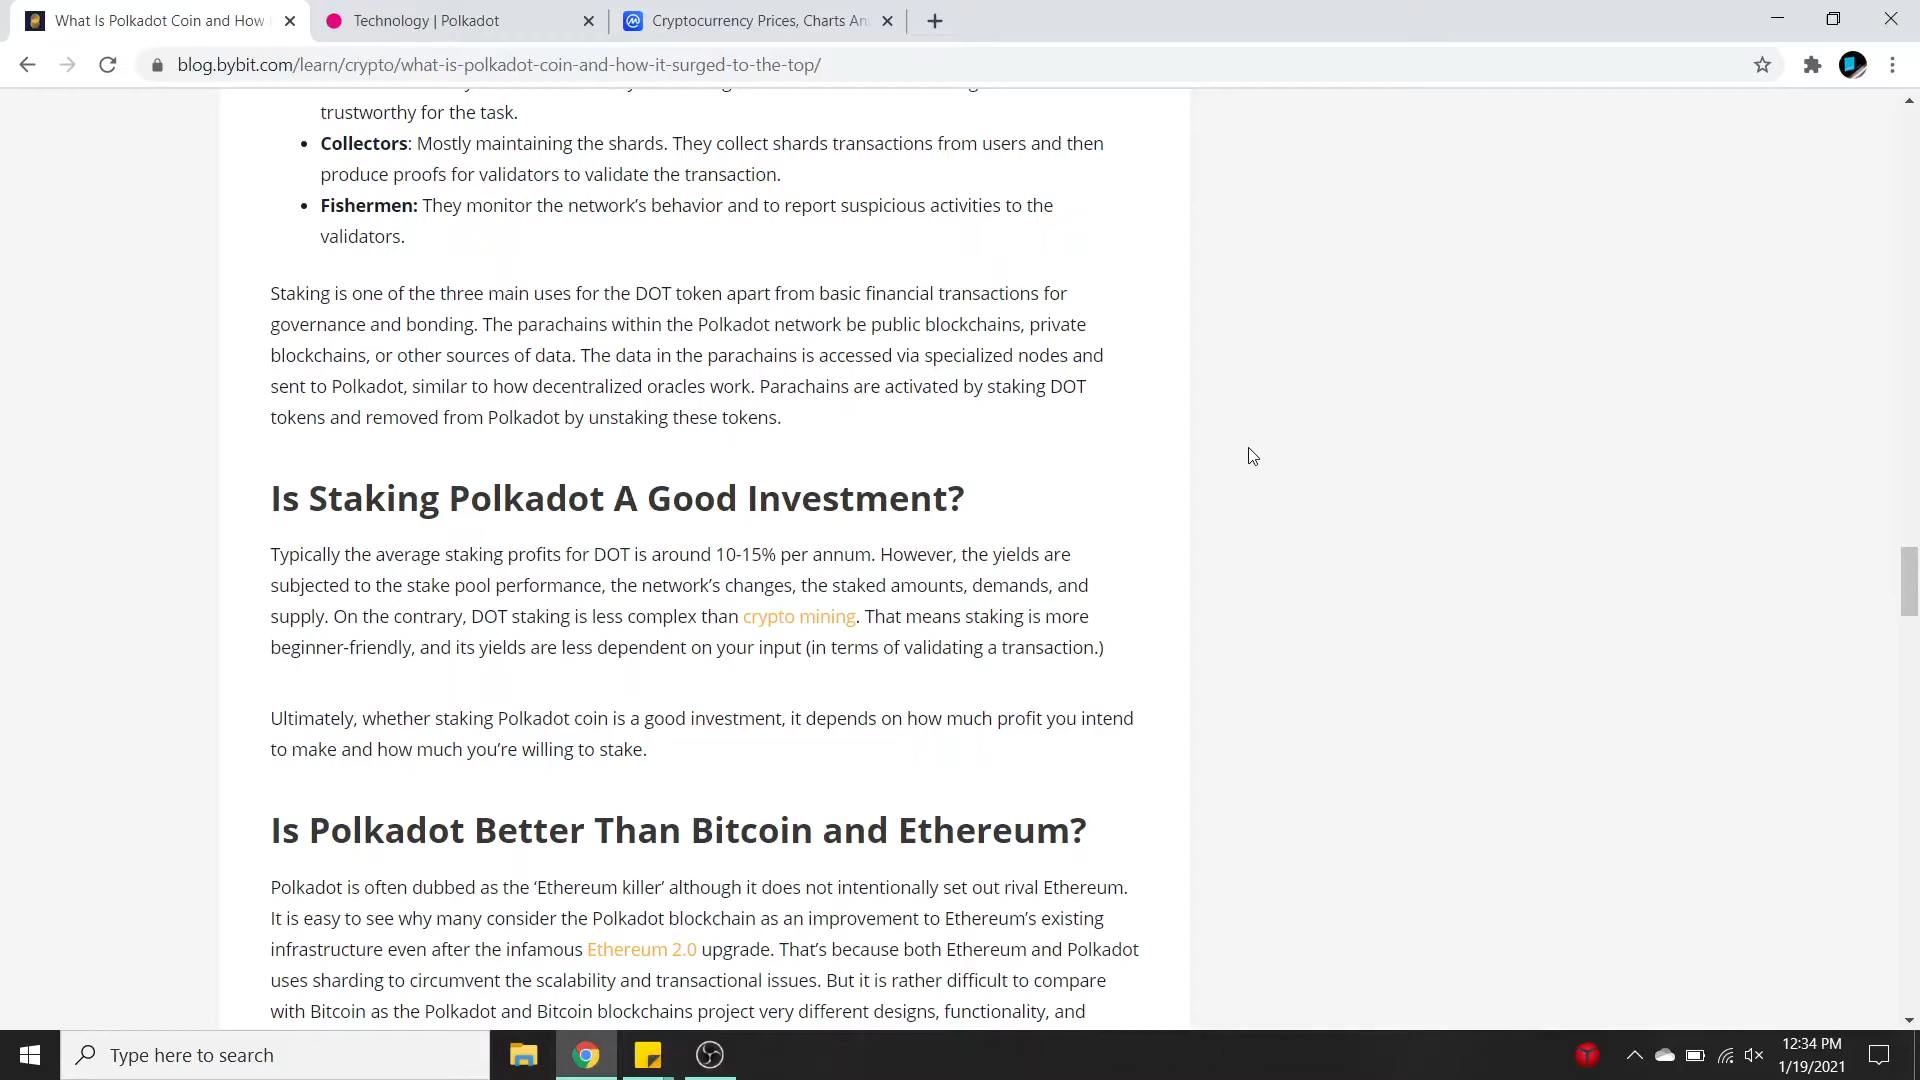 What Is Polkadot Coin and How
Technology | Polkadot
Cryptocurrency Prices, Charts An
blog.bybit.com/learn/crypto/what-is-polkadot-coin-and-how-it-surged-to-the-top/
trustworthy for the task.
Collectors: Mostly maintaining the shards. They collect shards transactions from users and then
produce proofs for validators to validate the transaction.
Fishermen: They monitor the network’s behavior and to report suspicious activities to the
validators.
Staking is one of the three main uses for the DOT token apart from basic financial transactions for
governance and bonding. The parachains within the Polkadot network be public blockchains, private
blockchains, or other sources of data. The data in the parachains is accessed via specialized nodes and
sent to Polkadot, similar to how decentralized oracles work. Parachains are activated by staking DOT
tokens and removed from Polkadot by unstaking these tokens.
Is Staking Polkadot A Good Investment?
Typically the average staking profits for DOT is around 10-15% per annum. However, the yields are
subjected to the stake pool performance, the network’s changes, the staked amounts, demands, and
supply. On the contrary, DOT staking is less complex than crypto mining. That means staking is more
beginner-friendly, and its yields are less dependent on your input (in terms of validating a transaction.)
Ultimately, whether staking Polkadot coin is a good investment, it depends on how much profit you intend
to make and how much you’re willing to stake.
Is Polkadot Better Than Bitcoin and Ethereum?
Polkadot is often dubbed as the ‘Ethereum killer’ although it does not intentionally set out rival Ethereum.
It is easy to see why many consider the Polkadot blockchain as an improvement to Ethereum’s existing
infrastructure even after the infamous Ethereum 2.0 upgrade. That’s because both Ethereum and Polkadot
uses sharding to circumvent the scalability and transactional issues. But it is rather difficult to compare
with Bitcoin as the Polkadot and Bitcoin blockchains project very different designs, functionality, and
Type here to search
12:34 PM
1/19/2021